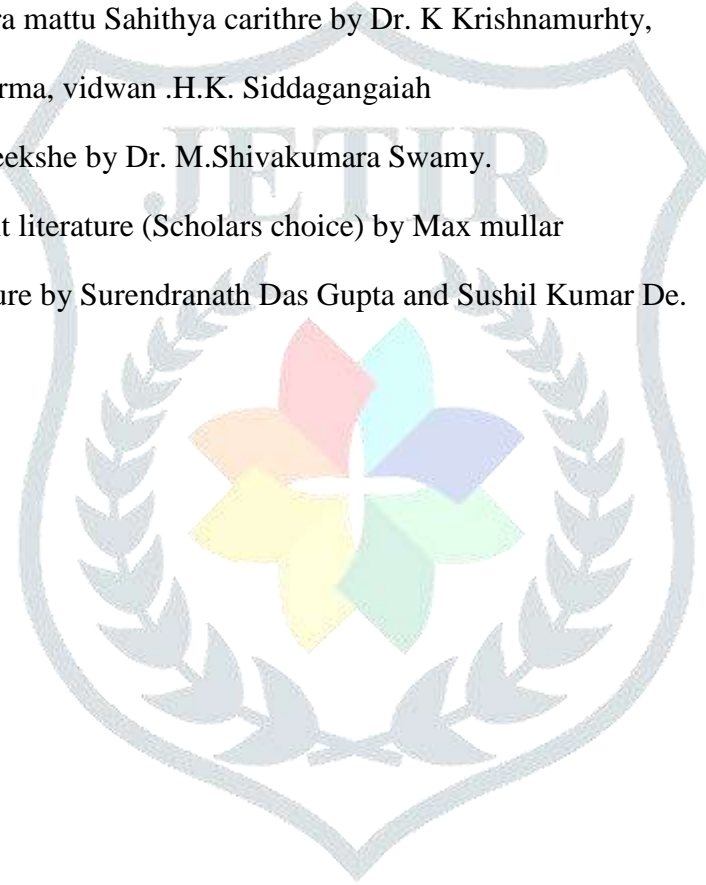 ra mattu Sahithya carithre by Dr. K Krishnamurhty,
rma, vidwan .H.K. Siddagangaiah
eekshe by Dr. M.Shivakumara Swamy.
t literature (Scholars choice) by Max mullar
ure by Surendranath Das Gupta and Sushil Kumar De.
JETIR